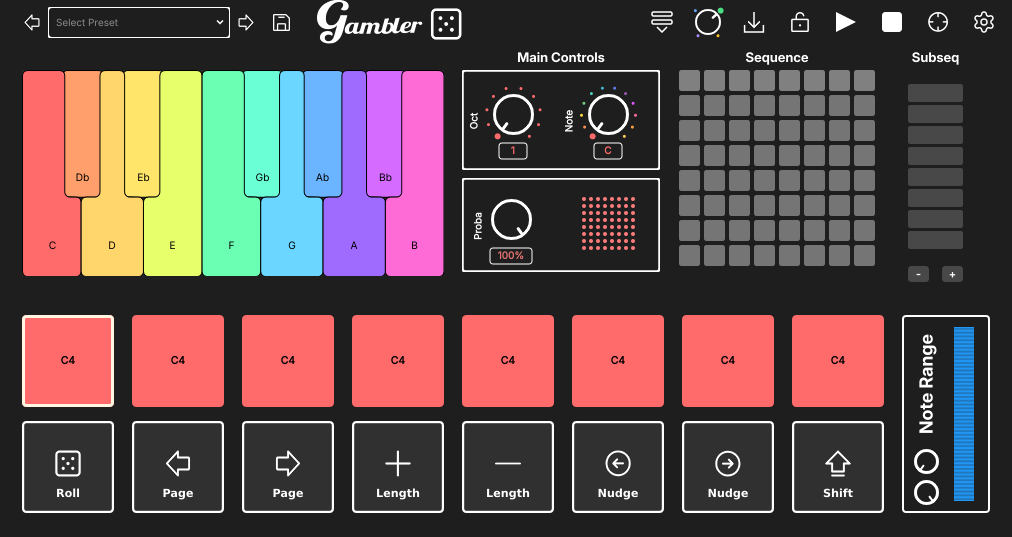 Select Preset
Gambler
Main Controls
Sequence
Subseq
Oct
1
Note
C
Db
Eb
Gb
Ab
Bb
C
D
E
F
G
A
B
Proba
100%
-
+
C4
C4
C4
C4
C4
C4
C4
C4
Note Range
Roll
Page
Page
Length
Length
Nudge
Nudge
Shift